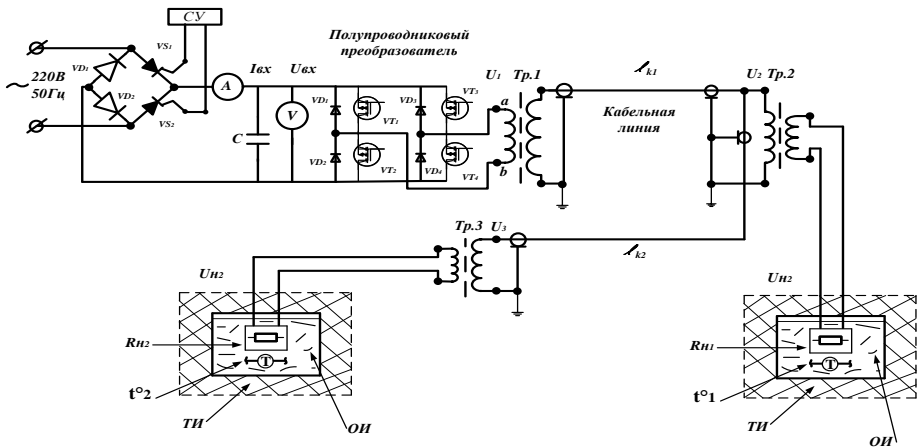 СУ
VS1
VD1
~ 220В
50Гц
VD2
VS2
A
Iвх
Uвх
C
V
Полупроводниковый
преобразователь
VD1
VT1
VD3
VT3
VD2
VT2
VD4
VT4
U1
Тр.1
a
b
ℓк1
Кабельная
линия
U2
Тр.2
Тр.3
U3
ℓк2
Uн2
Uн2
Rн2
T
t°2
ТИ
ОИ
Rн1
T
t°1
ТИ
ОИ